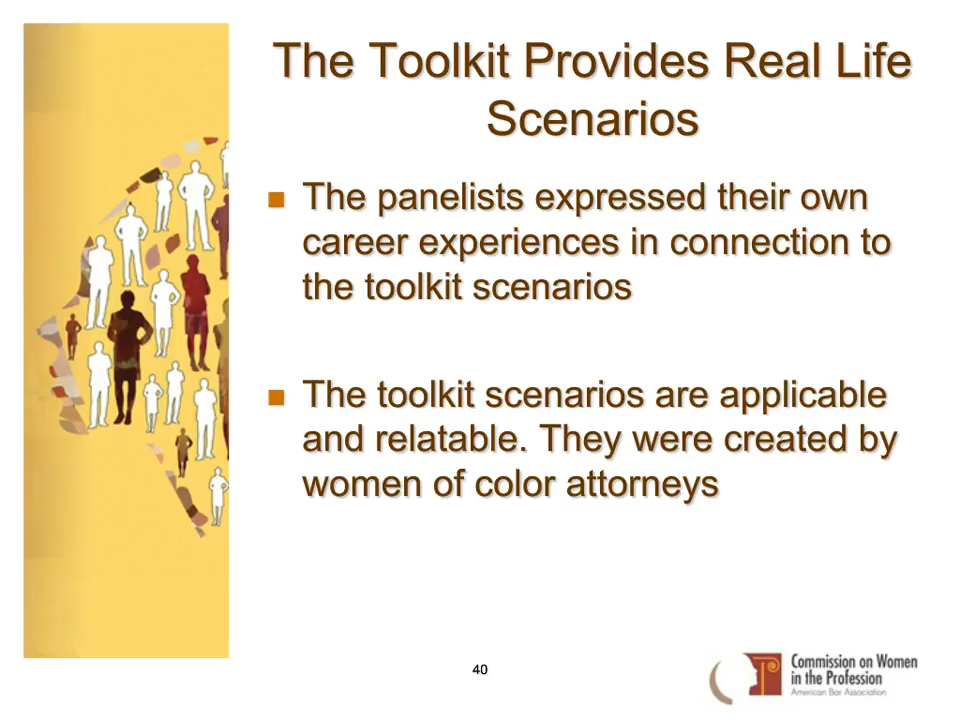 The Toolkit Provides Real Life
Scenarios
The panelists expressed their own
career experiences in connection to
the toolkit scenarios
The toolkit scenarios are applicable
and relatable. They were created by
women of color attorneys
40
Commission on Women
in the Profession
American Bar Association